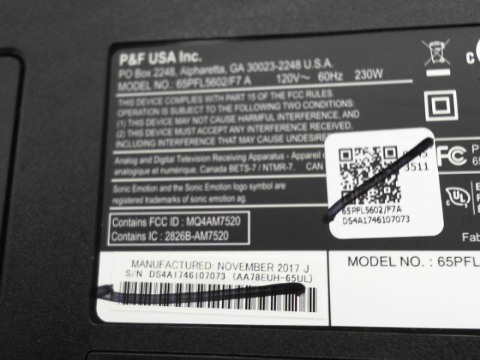 P&F USA Inc.
PO Box 2248, Alpharetta, GA 30023-2248 U.S.A.
MODEL NO. : 65PFL5602/F7 A 120V~ 60Hz 230W
THIS DEVICE COMPLIES WITH PART 15 OF THE FCC RULES.
OPERATION IS SUBJECT TO THE FOLLOWING TWO CONDITIONS:
(1) THIS DEVICE MAY NOT CAUSE HARMFUL INTERFERENCE, AND
(2) THIS DEVICE MUST ACCEPT ANY INTERFERENCE
INCLUDING INTERFERENCE THAT MAY
Analog and Digital Television Receiving Apparatus - Appareil
analogique et numérique, Canada BETS-7 / NTMR-7. CAN
3511
FC
65PFL5602/F7A
DS4A1746107073
Sonic Emotion and the Sonic Emotion logo symbol are
registered trademarks of sonic emotion ag.
Contains FCC ID : MQ4AM7520
Contains IC : 2826B-AM7520
UL
MANUFACTURED: NOVEMBER 2017 J
S/N DS4A1746107073 (AA78EUH-65UL)
MODEL NO. : 65PFL